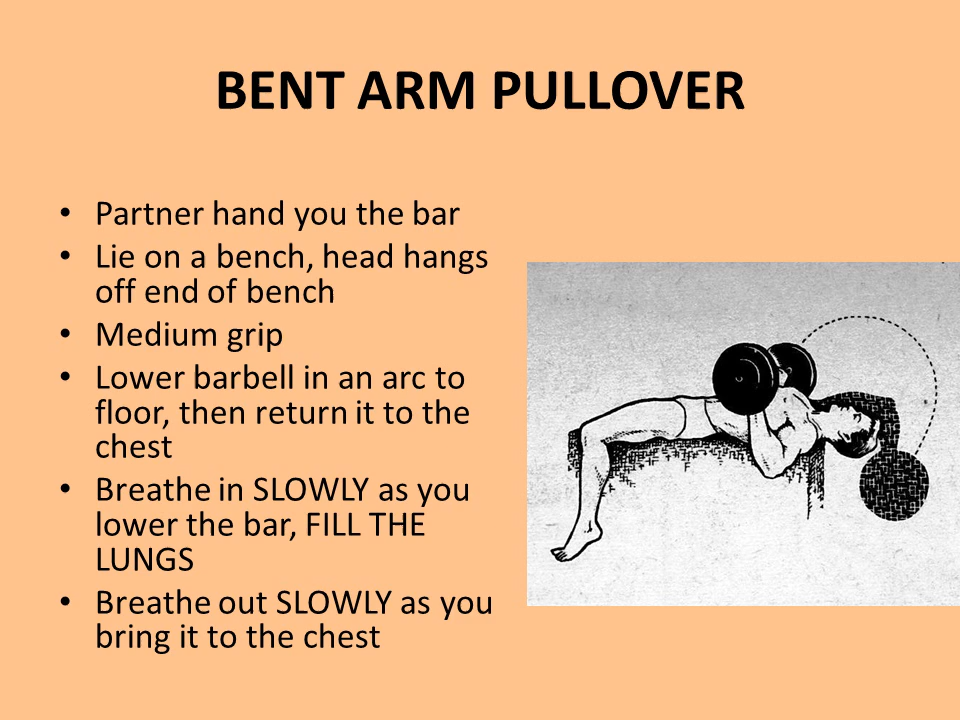 BENT ARM PULLOVER
• Partner hand you the bar
• Lie on a bench, head hangs
off end of bench
• Medium grip
• Lower barbell in an arc to
floor, then return it to the
chest
• Breathe in SLOWLY as you
lower the bar, FILL THE
LUNGS
• Breathe out SLOWLY as you
bring it to the chest